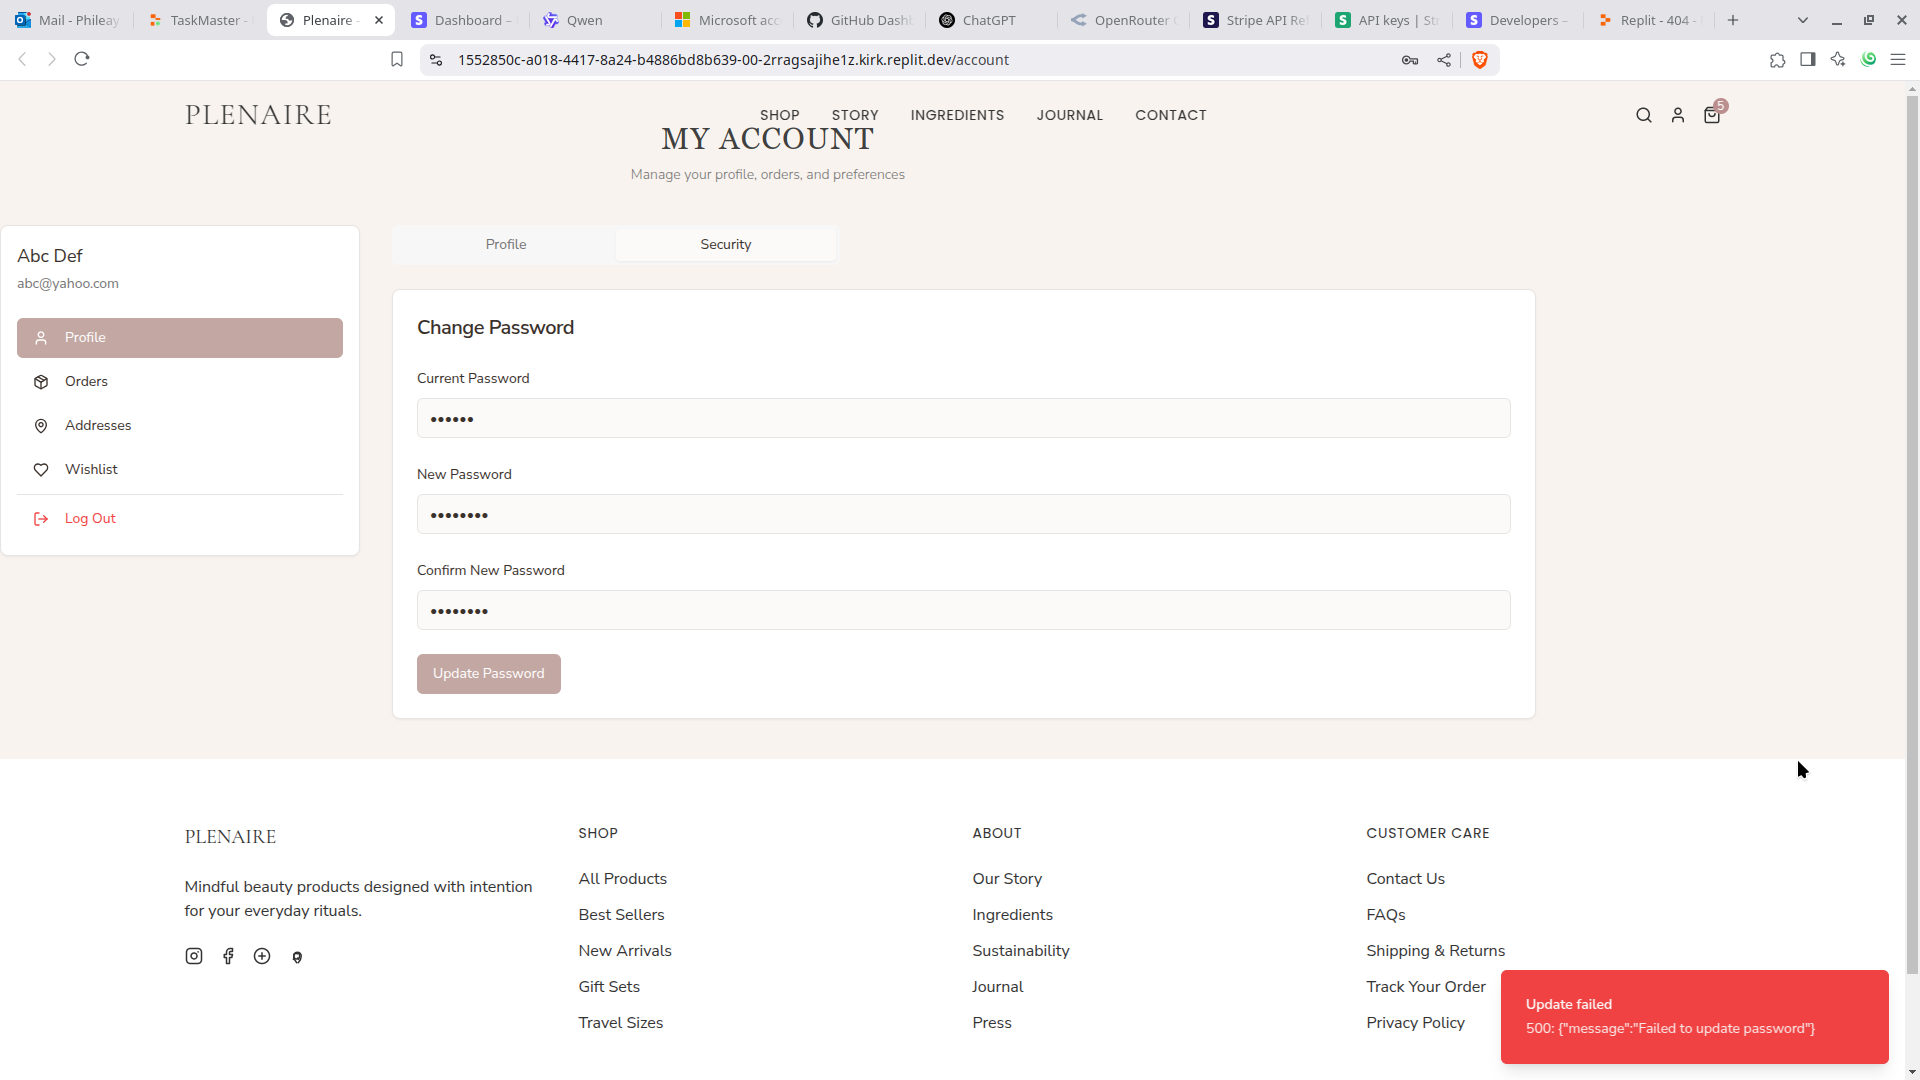 Mail - Phileay
TaskMaster -
Plenaire -
Dashboard –
Qwen
Microsoft acc
GitHub Dashb
ChatGPT
OpenRouter
Stripe API Re
API keys | Str
Developers –
Replit - 404 -
1552850c-a018-4417-8a24-b4886bd8b639-00-2rragsajihe1z.kirk.replit.dev/account
PLENAIRE
SHOP
STORY
INGREDIENTS
JOURNAL
CONTACT
5
MY ACCOUNT
Manage your profile, orders, and preferences
Abc Def
abc@yahoo.com
Profile
Orders
Addresses
Wishlist
Log Out
Profile
Security
Change Password
Current Password
••••••
New Password
••••••••
Confirm New Password
••••••••
Update Password
PLENAIRE
Mindful beauty products designed with intention
for your everyday rituals.
SHOP
All Products
Best Sellers
New Arrivals
Gift Sets
Travel Sizes
ABOUT
Our Story
Ingredients
Sustainability
Journal
Press
CUSTOMER CARE
Contact Us
FAQs
Shipping & Returns
Track Your Order
Privacy Policy
Update failed
500: {"message":"Failed to update password"}